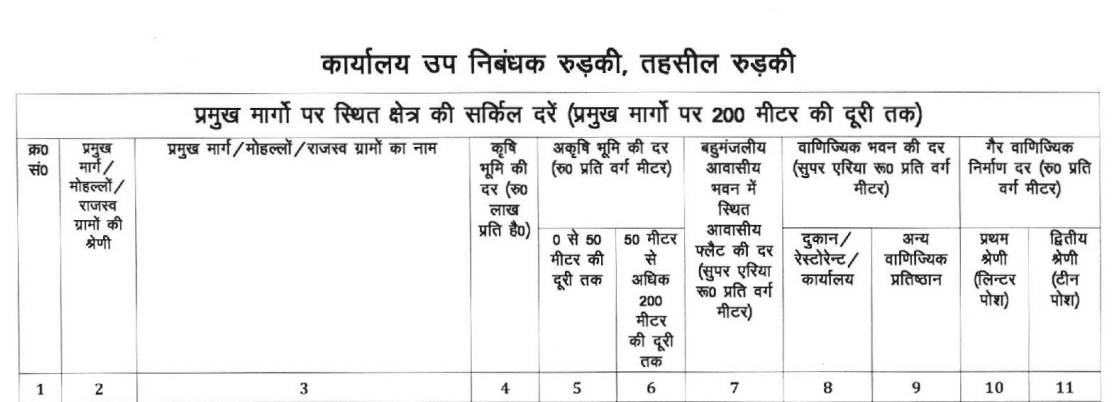 कार्यालय उप निबंधक रुड़की, तहसील रुड़की
प्रमुख मार्गो पर स्थित क्षेत्र की सर्किल दरें (प्रमुख मार्गो पर 200 मीटर की दूरी तक)
क्र0
सं0
प्रमुख
मार्ग/
मोहल्लों/
राजस्व
ग्रामों की
श्रेणी
प्रमुख मार्ग/मोहल्लों/राजस्व ग्रामों का नाम
कृषि
भूमि की
दर (रु0
लाख
प्रति है0)
अकृषि भूमि की दर
(रु0 प्रति वर्ग मीटर)
0 से 50
मीटर की
दूरी तक
50 मीटर
से
अधिक
200
मीटर
की दूरी
तक
बहुमंजलीय
आवासीय
भवन में
स्थित
आवासीय
फ्लैट की दर
(सुपर एरिया
रू0 प्रति वर्ग
मीटर)
वाणिज्यिक भवन की दर
(सुपर एरिया रू0 प्रति वर्ग
मीटर)
दुकान/
रेस्टोरेन्ट/
कार्यालय
अन्य
वाणिज्यिक
प्रतिष्ठान
गैर वाणिज्यिक
निर्माण दर (रु0 प्रति
वर्ग मीटर)
प्रथम
श्रेणी
(लिन्टर
पोश)
द्वितीय
श्रेणी
(टीन
पोश)
1 2 3 4 5 6 7 8 9 10 11